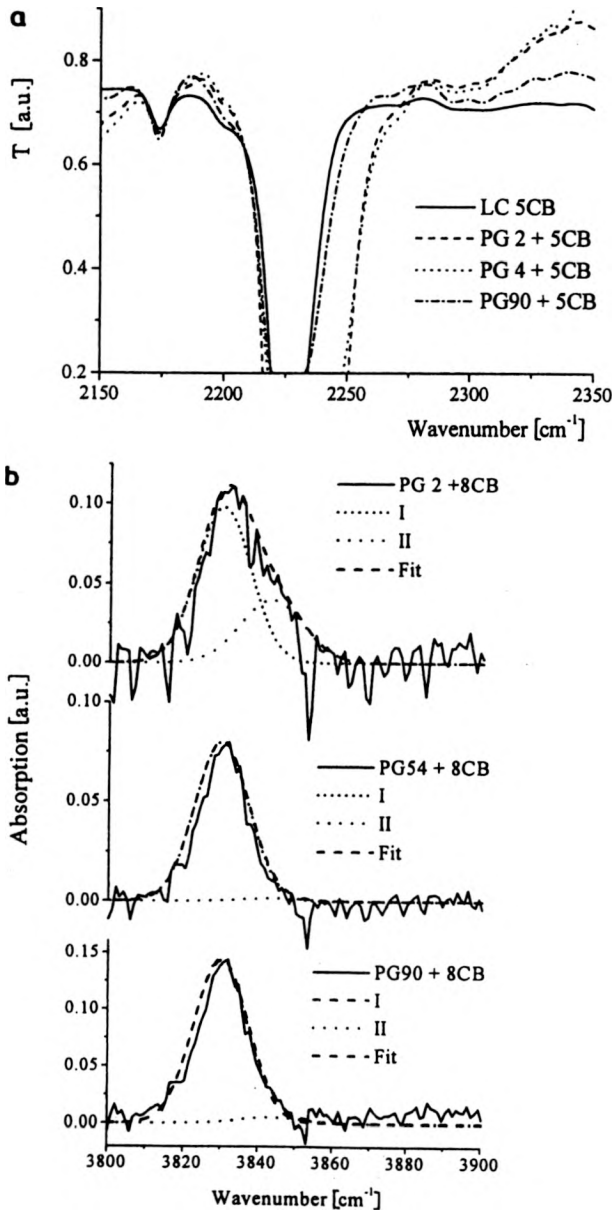 a
T [a.u.]
0.8
0.6
0.4
0.2
LC 5CB
PG 2 + 5CB
PG 4 + 5CB
PG90 + 5CB
2150 2200 2250 2300 2350
Wavenumber [cm⁻¹]
b
Absorption [a.u.]
0.10
0.05
0.00
PG 2 +8CB
I
II
Fit
0.10
0.05
0.00
PG54 + 8CB
I
II
Fit
0.15
0.10
0.05
0.00
PG90 + 8CB
I
II
Fit
3800 3820 3840 3860 3880 3900
Wavenumber [cm⁻¹]